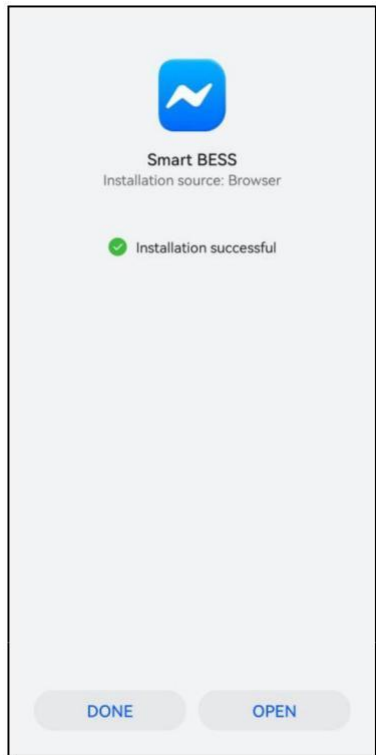 Smart BESS
Installation source: Browser
Installation successful
DONE
OPEN